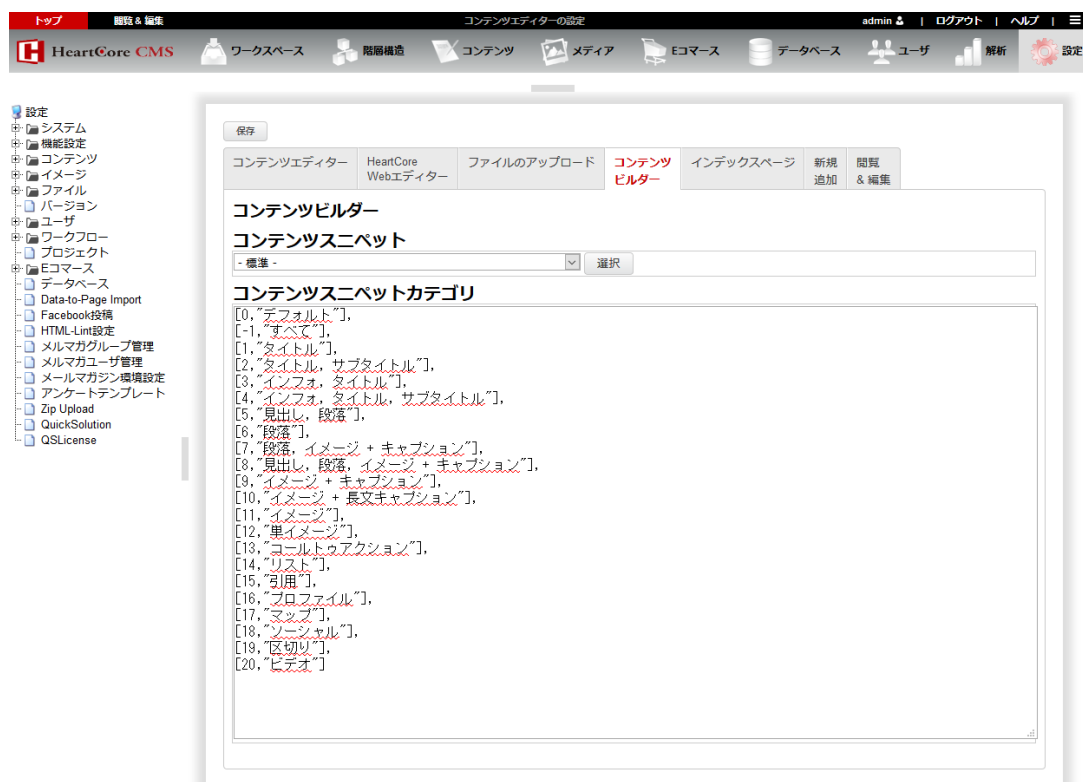 トップ 閲覧 & 編集 コンテンツエディターの設定 admin | ログアウト | ヘルプ |
HeartCore CMS ワークスペース 階層構造 コンテンツ メディア Eコマース データベース ユーザ 解析 設定
設定
システム
機能設定
コンテンツ
イメージ
ファイル
バージョン
ユーザ
ワークフロー
プロジェクト
Eコマース
データベース
Data-to-Page Import
Facebook投稿
HTML-Lint設定
メルマガグループ管理
メルマガユーザ管理
メールマガジン環境設定
アンケートテンプレート
Zip Upload
QuickSolution
QSLicense
保存
コンテンツエディター
HeartCore
Webエディター
ファイルのアップロード
コンテンツ
ビルダー
インデックスページ
新規
追加
閲覧
& 編集
コンテンツビルダー
コンテンツスニペット
- 標準 - 選択
コンテンツスニペットカテゴリ
[0,"デフォルト"],
[-1,"すべて"],
[1,"タイトル"],
[2,"タイトル, サブタイトル"],
[3,"インフォ, タイトル"],
[4,"インフォ, タイトル, サブタイトル"],
[5,"見出し, 段落"],
[6,"段落"],
[7,"段落, イメージ + キャプション"],
[8,"見出し, 段落, イメージ + キャプション"],
[9,"イメージ + キャプション"],
[10,"イメージ + 長文キャプション"],
[11,"イメージ"],
[12,"単イメージ"],
[13,"コールトゥアクション"],
[14,"リスト"],
[15,"引用"],
[16,"プロファイル"],
[17,"マップ"],
[18,"ソーシャル"],
[19,"区切り"],
[20,"ビデオ"]